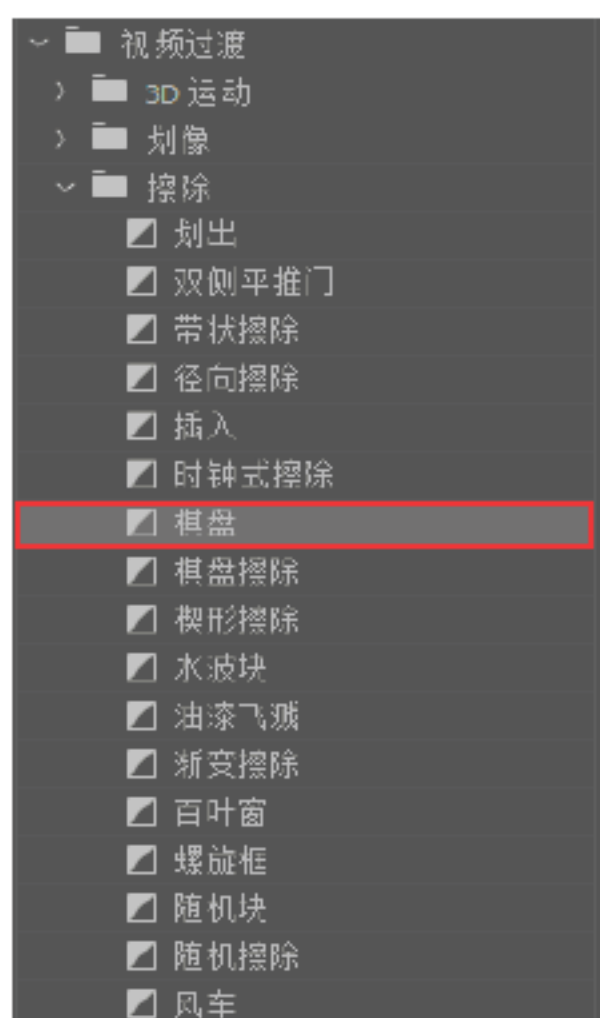 视频过渡
3D 运动
划像
擦除
划出
双侧平推门
带状擦除
径向擦除
插入
时钟式擦除
棋盘
棋盘擦除
楔形擦除
水波块
油漆飞溅
渐变擦除
百叶窗
螺旋框
随机块
随机擦除
风车